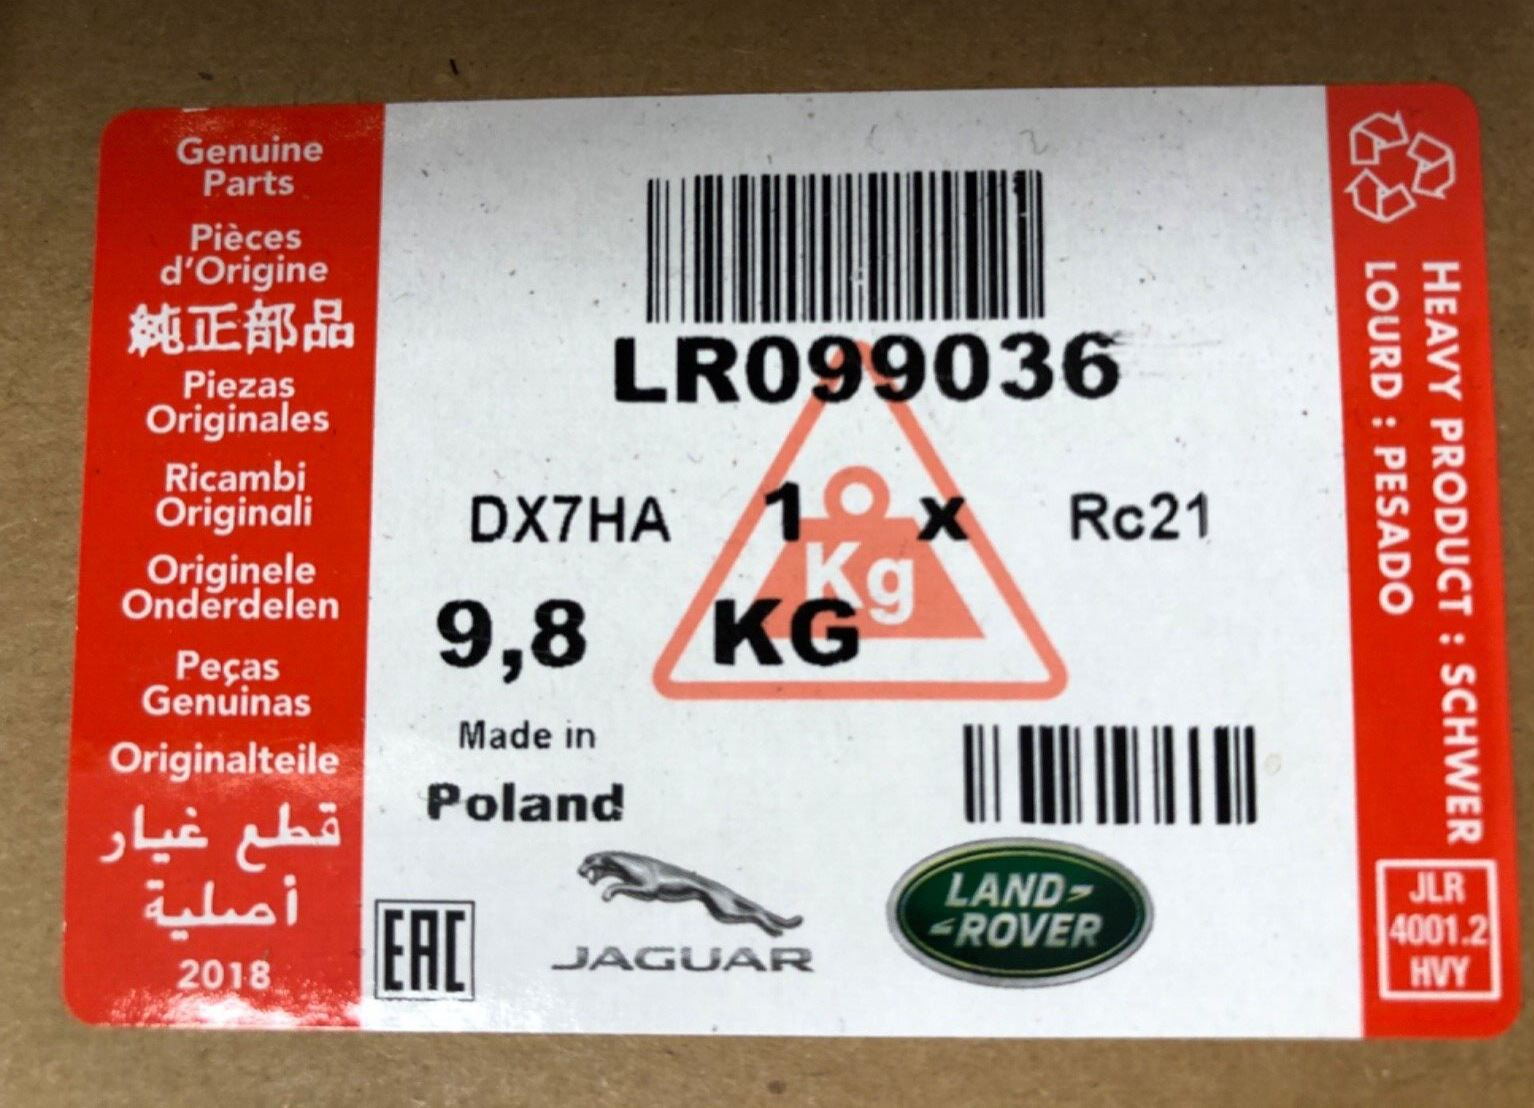 Genuine
Parts
Pièces
d'Origine
純正部品
Piezas
Originales
Ricambi
Originali
Originele
Onderdelen
Peças
Genuinas
Originalteile
قطع غيار
أصلية
2018
LR099036
DX7HA 1 x Rc21
Kg
9,8 KG
Made in
Poland
EAC
JAGUAR
LAND
ROVER
HEAVY PRODUCT : SCHWER
LOURD : PESADO
JLR
4001.2
HVY